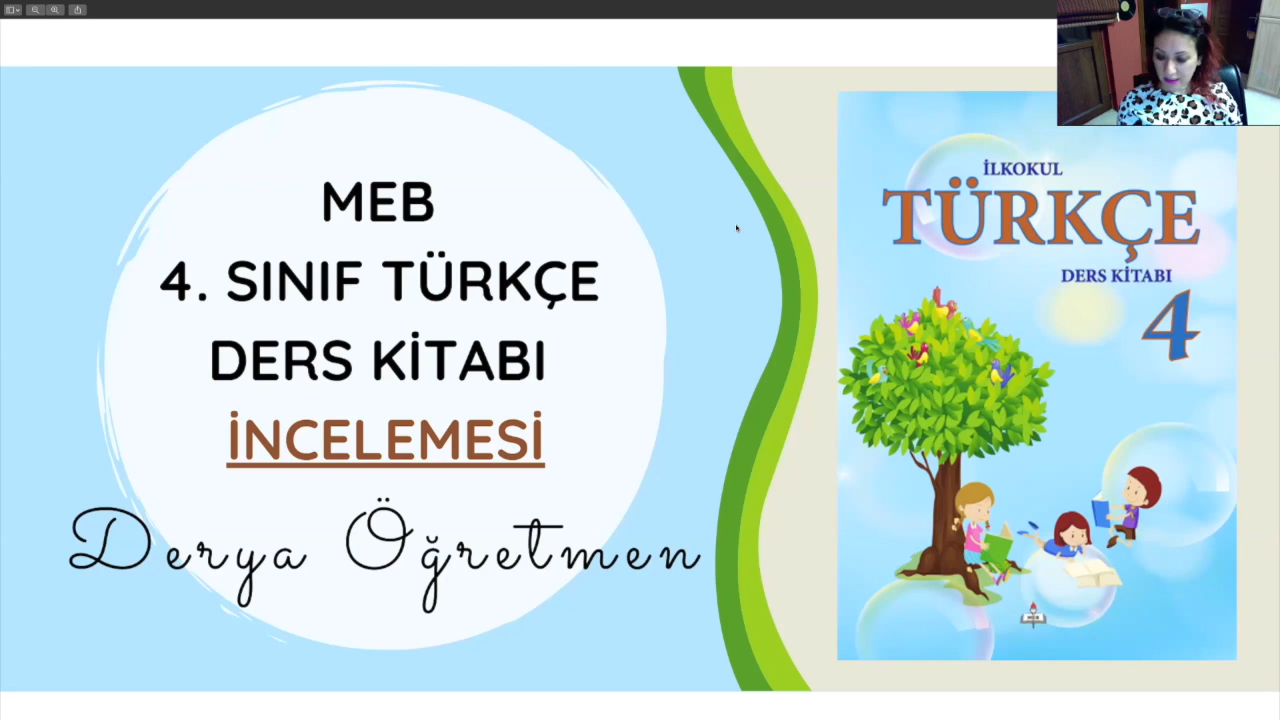 MEB
4. SINIF TÜRKÇE
DERS KİTABI
İNCELEMESİ
Derya Öğretmen
İLKOKUL
TÜRKÇE
DERS KİTABI
4